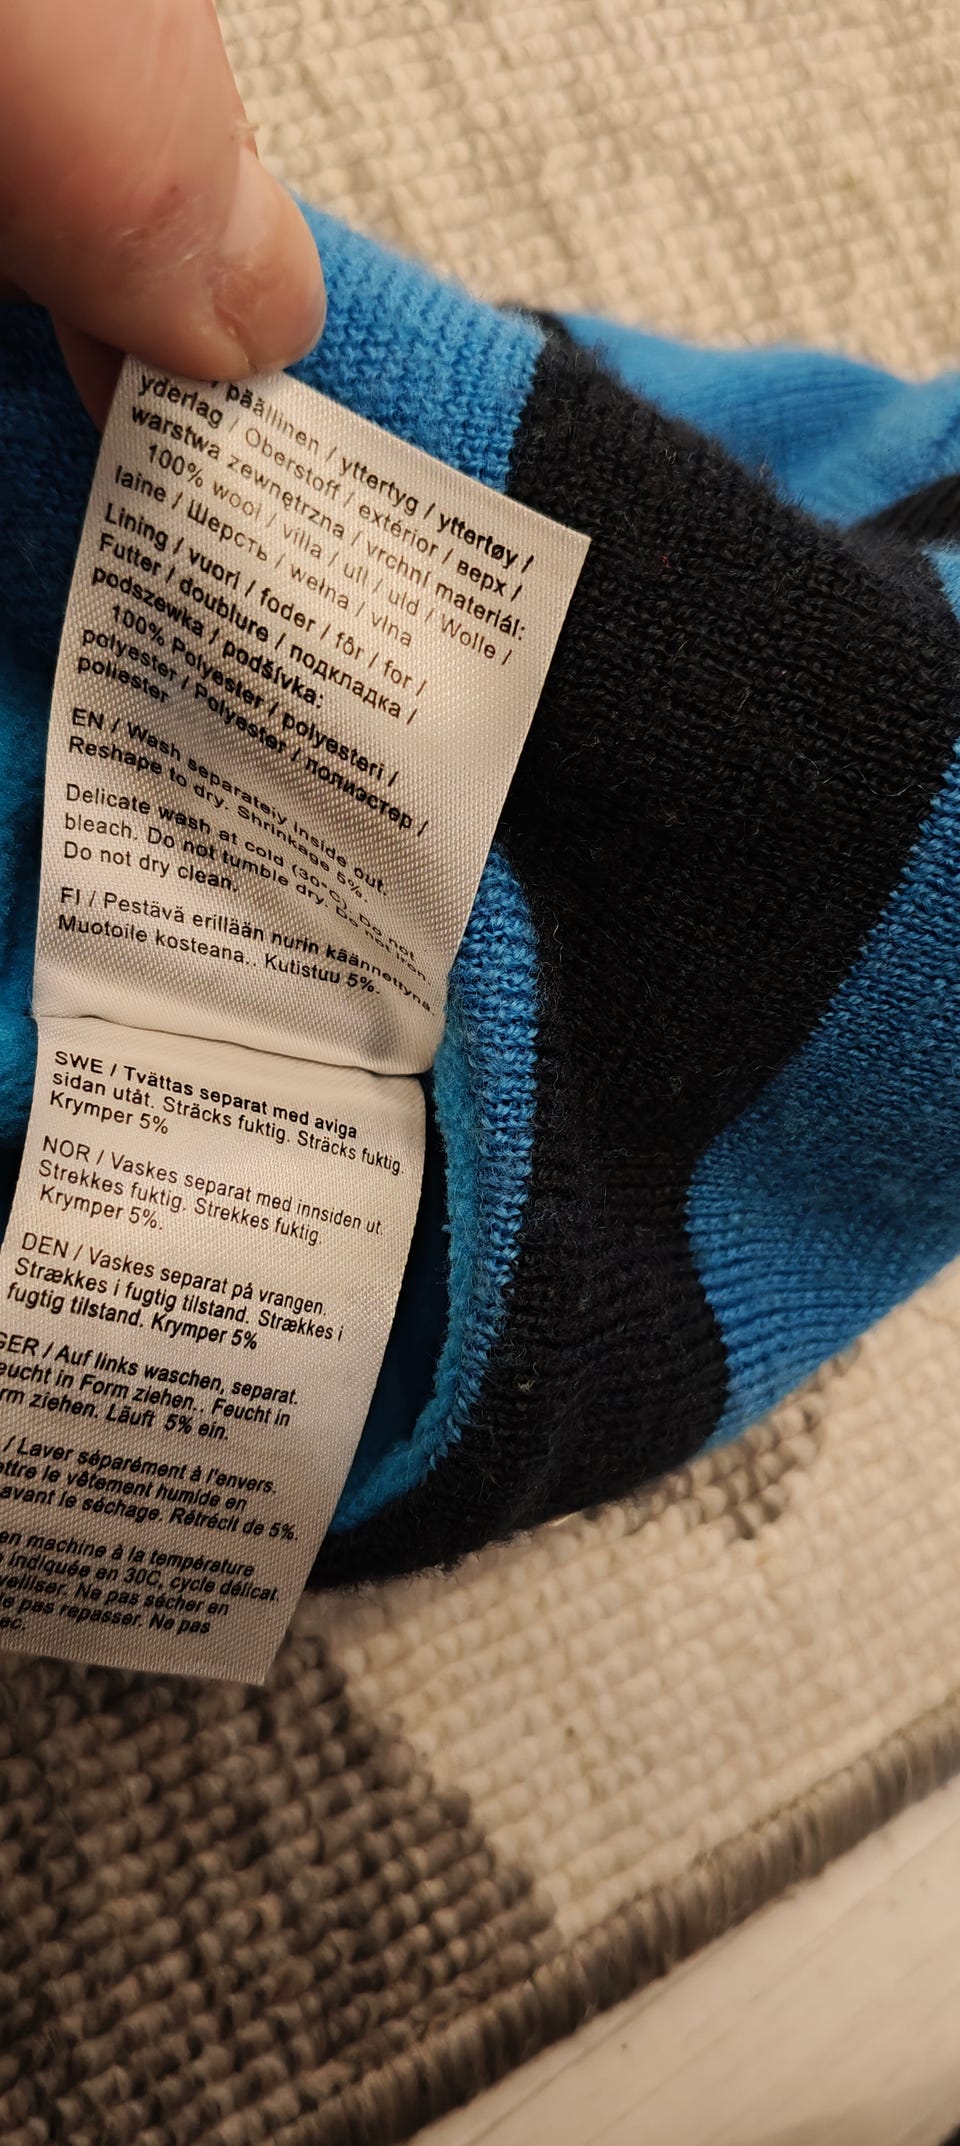 / päällinen / yttertyg / yttertøy /
yderlag / Oberstoff / extérior / верх /
warstwa zewnętrzna / vrchní materiál:
100% wool / villa / ull / uld / Wolle /
laine / Шерсть / wełna / vlna
Lining / vuori / foder / fôr / for /
Futter / doublure / подкладка /
podszewka / podšívka:
100% Polyester / polyesteri /
polyester / Polyester / полиэстер /
poliester
EN / Wash separately inside out.
Reshape to dry. Shrinkage 5%.
Delicate wash at cold (30°C). Do not
bleach. Do not tumble dry. Do not iron.
Do not dry clean.
FI / Pestävä erillään nurin käännettynä.
Muotoile kosteana.. Kutistuu 5%.
SWE / Tvättas separat med aviga
sidan utåt. Sträcks fuktig. Sträcks fuktig.
Krymper 5%
NOR / Vaskes separat med innsiden ut.
Strekkes fuktig. Strekkes fuktig.
Krymper 5%.
DEN / Vaskes separat på vrangen.
Strækkes i fugtig tilstand. Strækkes i
fugtig tilstand. Krymper 5%
GER / Auf links waschen, separat.
Feucht in Form ziehen.. Feucht in
ziehen. Läuft 5% ein.
/ Laver séparément à l'envers.
le vêtement humide en
avant le séchage. Rétrécit de 5%.
en machine à la température
indiquée en 30C, cycle délicat.
Ne pas sécher en
pas repasser. Ne pas